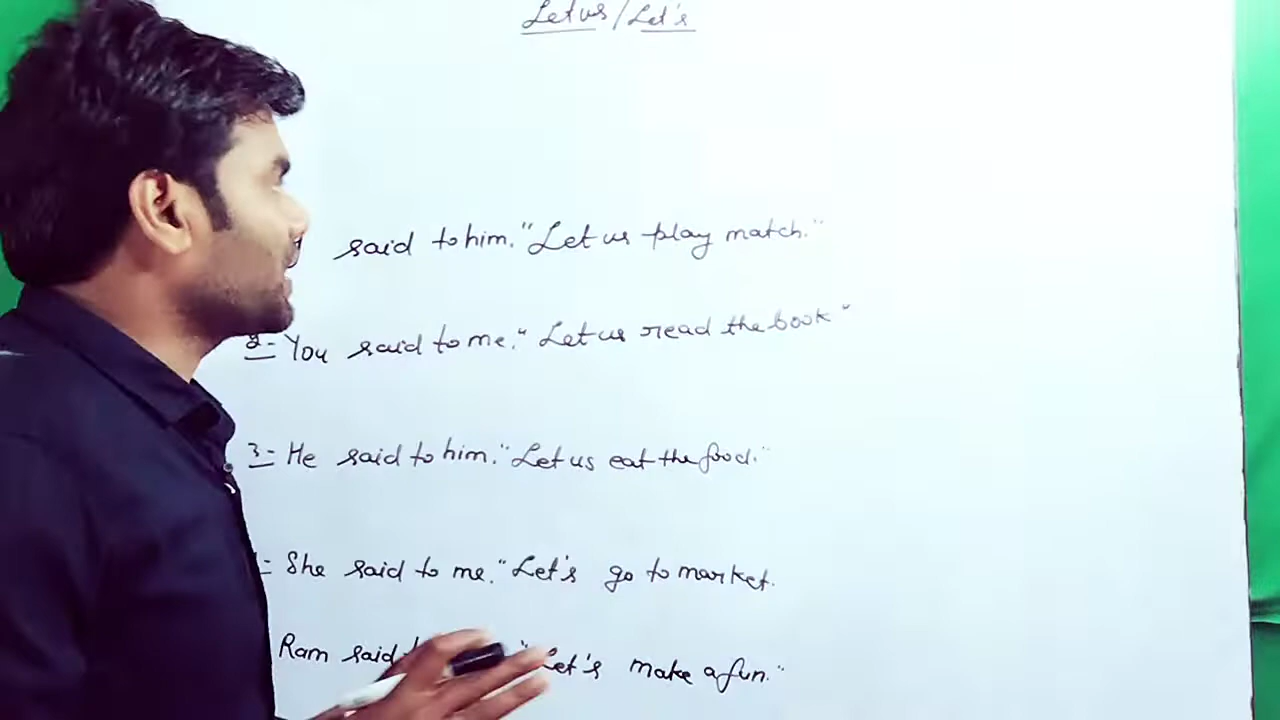 Let us / Let's
said to him. "Let us play match."
2- You said to me. "Let us read the book"
3- He said to him. "Let us eat the food."
She said to me. "Let's go to market.
Ram said "Let's make a fun."